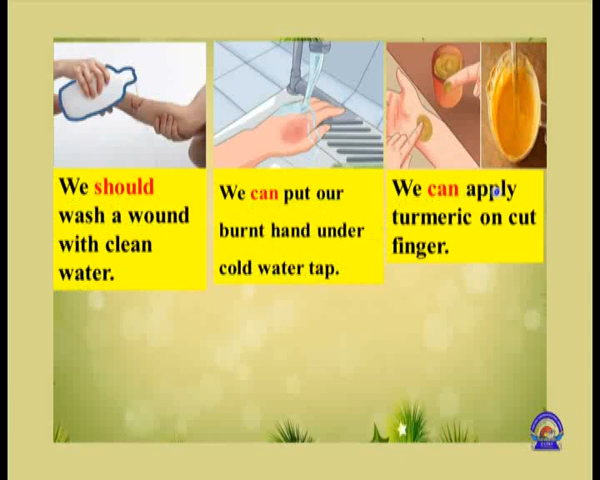 We should
wash a wound
with clean
water.
We can put our
burnt hand under
cold water tap.
We can apply
turmeric on cut
finger.